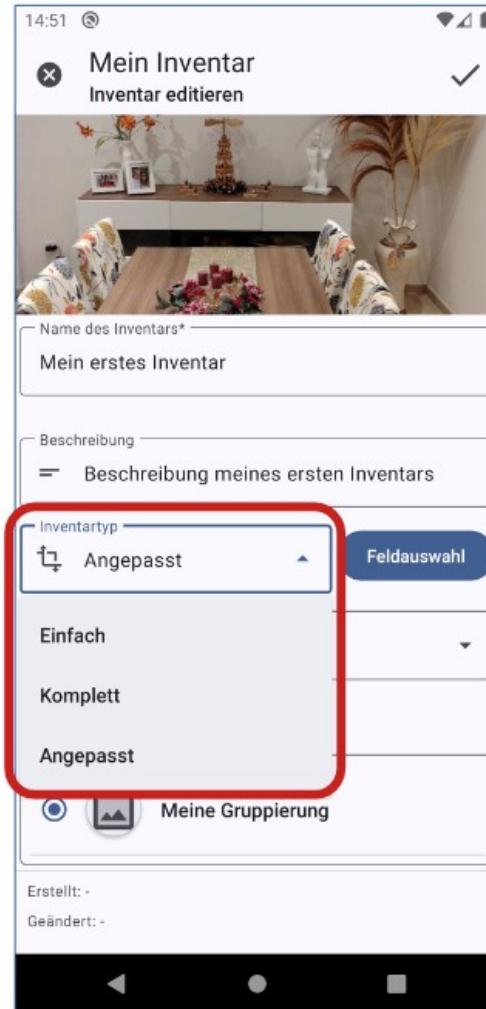 14:51
Mein Inventar
Inventar editieren
Name des Inventars*
Mein erstes Inventar
Beschreibung
Beschreibung meines ersten Inventars
Inventartyp
Angepasst
Feldauswahl
Einfach
Komplett
Angepasst
Meine Gruppierung
Erstellt: -
Geändert: -